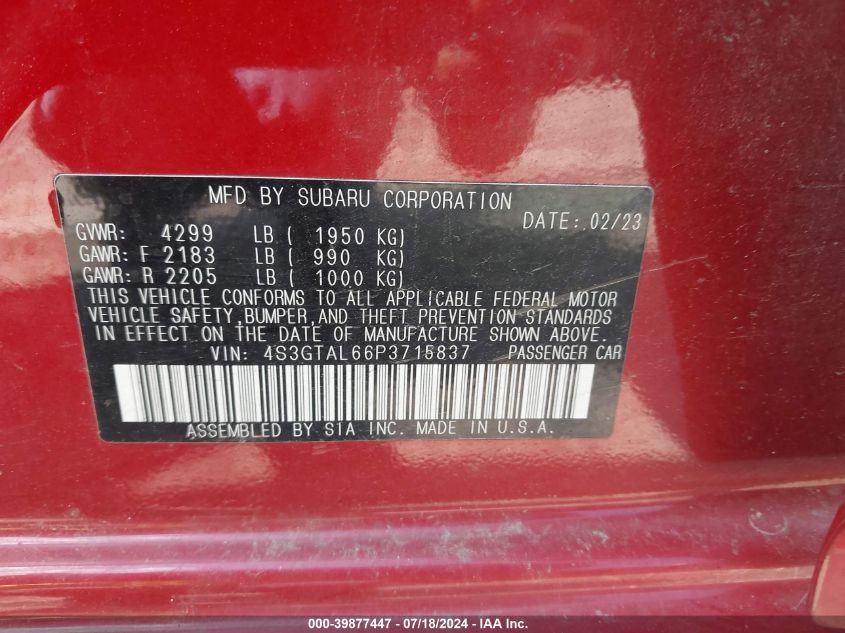 MFD BY SUBARU CORPORATION
DATE: 02/23
GVWR: 4299 LB ( 1950 KG)
GAWR: F 2183 LB ( 990 KG)
GAWR: R 2205 LB ( 1000 KG)
THIS VEHICLE CONFORMS TO ALL APPLICABLE FEDERAL MOTOR
VEHICLE SAFETY, BUMPER, AND THEFT PREVENTION STANDARDS
IN EFFECT ON THE DATE OF MANUFACTURE SHOWN ABOVE.
VIN: 4S3GTAL66P3715837 PASSENGER CAR
ASSEMBLED BY SIA INC. MADE IN U.S.A.
000-39877447 - 07/18/2024 - IAA Inc.